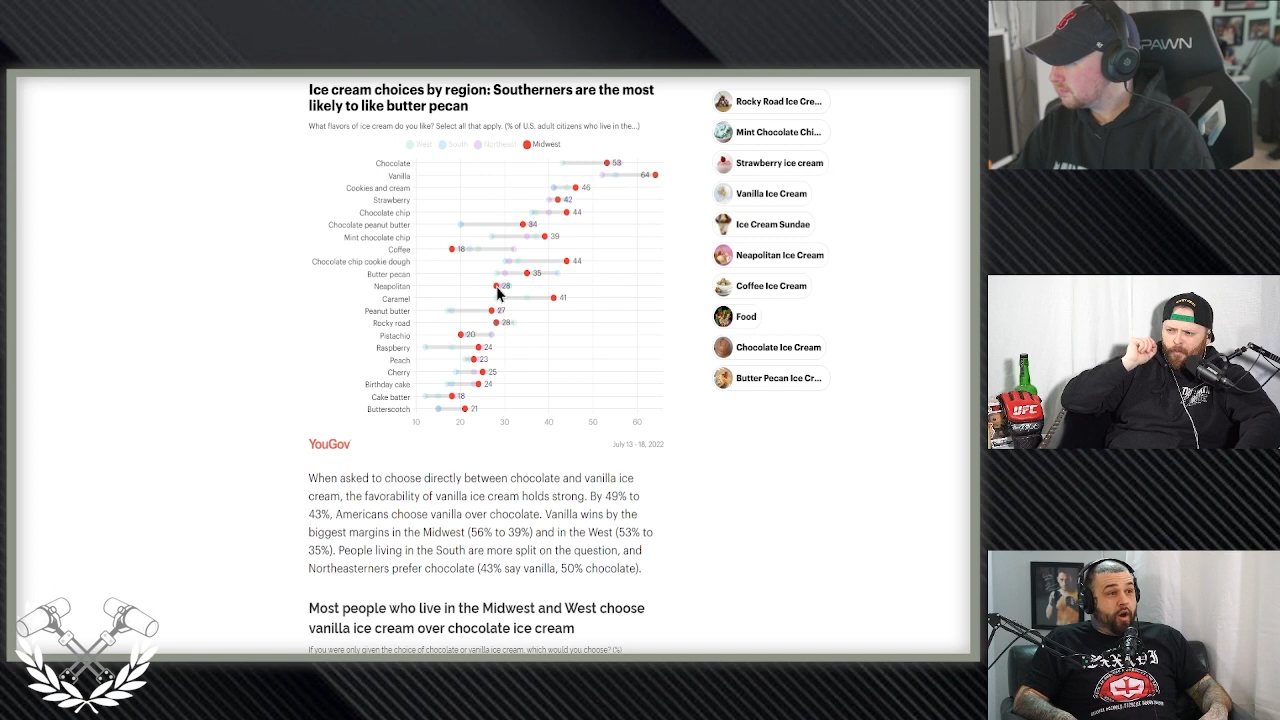 Ice cream choices by region: Southerners are the most
likely to like butter pecan
What flavors of ice cream do you like? Select all that apply. (% of U.S. adult citizens who live in the...)
West South Northeast Midwest
Chocolate 53
Vanilla 64
Cookies and cream 46
Strawberry 42
Chocolate chip 44
Chocolate peanut butter 34
Mint chocolate chip 39
Coffee 18
Chocolate chip cookie dough 44
Butter pecan 35
Neapolitan 28
Caramel 41
Peanut butter 27
Rocky road 28
Pistachio 20
Raspberry 24
Peach 23
Cherry 25
Birthday cake 24
Cake batter 18
Butterscotch 21
10 20 30 40 50 60
YouGov July 13 - 18, 2022
When asked to choose directly between chocolate and vanilla ice
cream, the favorability of vanilla ice cream holds strong. By 49% to
43%, Americans choose vanilla over chocolate. Vanilla wins by the
biggest margins in the Midwest (56% to 39%) and in the West (53% to
35%). People living in the South are more split on the question, and
Northeasterners prefer chocolate (43% say vanilla, 50% chocolate).
Most people who live in the Midwest and West choose
vanilla ice cream over chocolate ice cream
If you were only given the choice of chocolate or vanilla ice cream, which would you choose? (%)
Rocky Road Ice Cre...
Mint Chocolate Chi...
Strawberry ice cream
Vanilla Ice Cream
Ice Cream Sundae
Neapolitan Ice Cream
Coffee Ice Cream
Food
Chocolate Ice Cream
Butter Pecan Ice Cr...
B
SPAWN
UFC